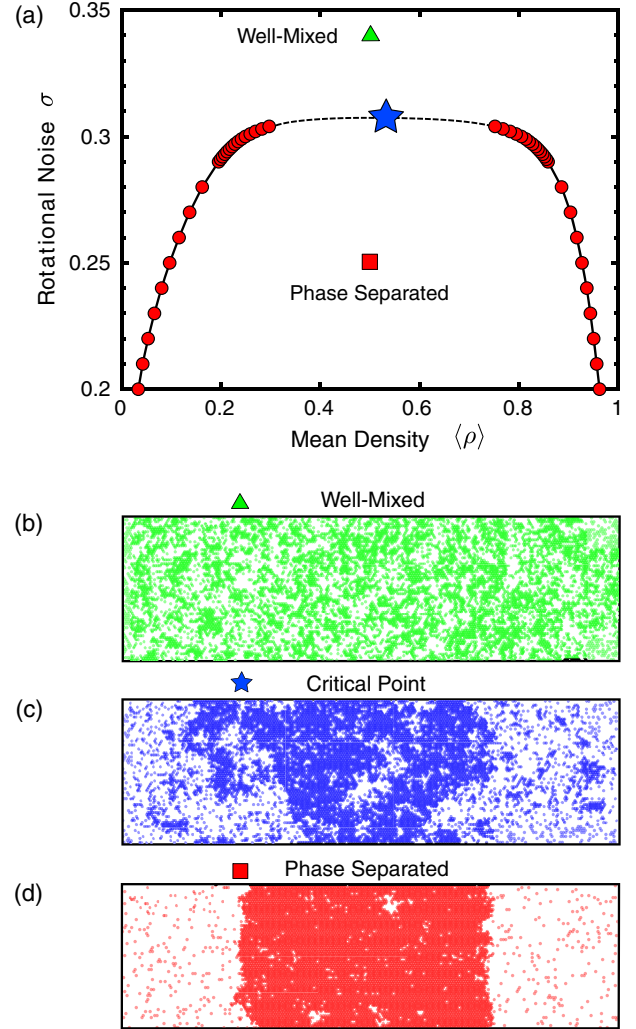 (a)
0.35
Well-Mixed
0.3
Rotational Noise σ
0.25
Phase Separated
0.2
0 0.2 0.4 0.6 0.8 1
Mean Density ⟨ρ⟩
(b)
Well-Mixed
(c)
Critical Point
(d)
Phase Separated